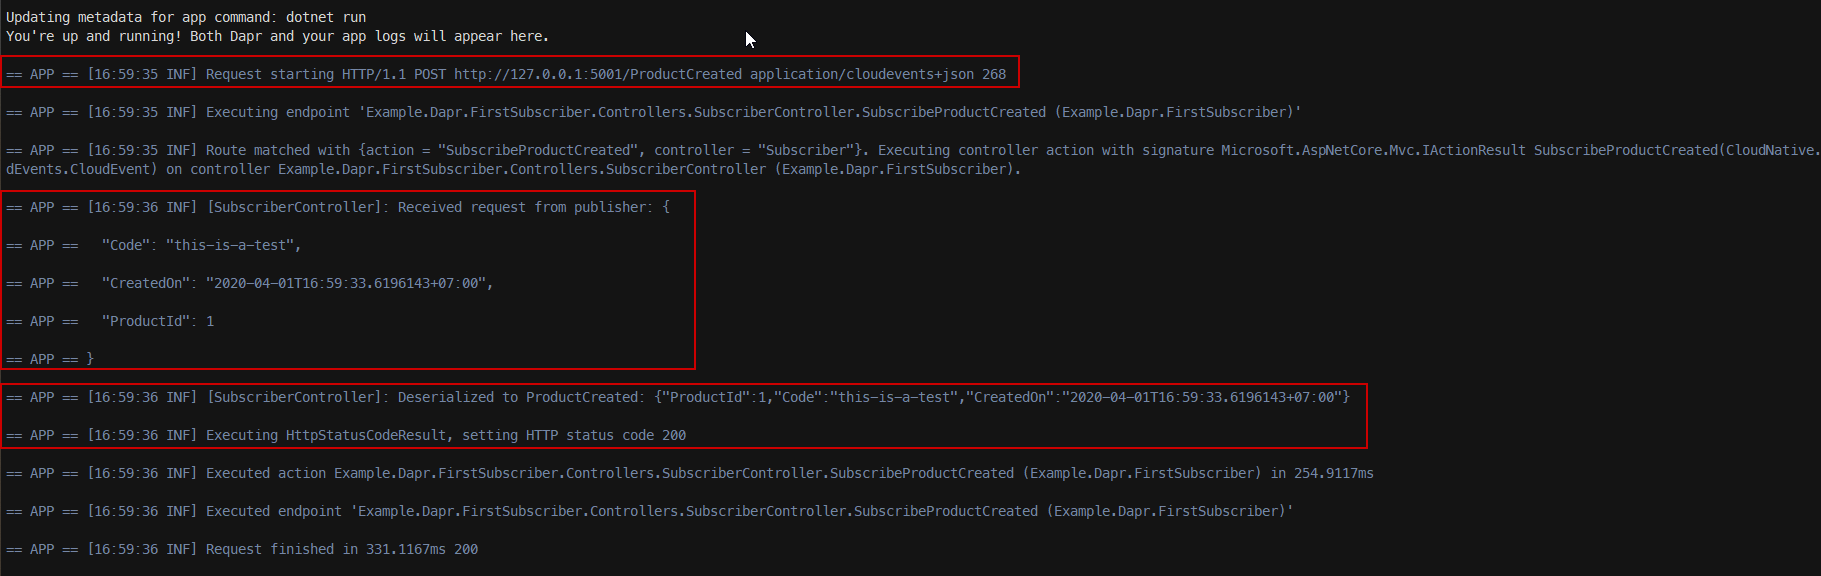 Updating metadata for app command: dotnet run
You're up and running! Both Dapr and your app logs will appear here.
== APP == [16:59:35 INF] Request starting HTTP/1.1 POST http://127.0.0.1:5001/ProductCreated application/cloudevents+json 268
== APP == [16:59:35 INF] Executing endpoint 'Example.Dapr.FirstSubscriber.Controllers.SubscriberController.SubscribeProductCreated (Example.Dapr.FirstSubscriber)'
== APP == [16:59:35 INF] Route matched with {action = "SubscribeProductCreated", controller = "Subscriber"}. Executing controller action with signature Microsoft.AspNetCore.Mvc.IActionResult SubscribeProductCreated(CloudNative.
dEvents.CloudEvent) on controller Example.Dapr.FirstSubscriber.Controllers.SubscriberController (Example.Dapr.FirstSubscriber).
== APP == [16:59:36 INF] [SubscriberController]: Received request from publisher: {
== APP ==   "Code": "this-is-a-test",
== APP ==   "CreatedOn": "2020-04-01T16:59:33.6196143+07:00",
== APP ==   "ProductId": 1
== APP == }
== APP == [16:59:36 INF] [SubscriberController]: Deserialized to ProductCreated: {"ProductId":1,"Code":"this-is-a-test","CreatedOn":"2020-04-01T16:59:33.6196143+07:00"}
== APP == [16:59:36 INF] Executing HttpStatusCodeResult, setting HTTP status code 200
== APP == [16:59:36 INF] Executed action Example.Dapr.FirstSubscriber.Controllers.SubscriberController.SubscribeProductCreated (Example.Dapr.FirstSubscriber) in 254.9117ms
== APP == [16:59:36 INF] Executed endpoint 'Example.Dapr.FirstSubscriber.Controllers.SubscriberController.SubscribeProductCreated (Example.Dapr.FirstSubscriber)'
== APP == [16:59:36 INF] Request finished in 331.1167ms 200